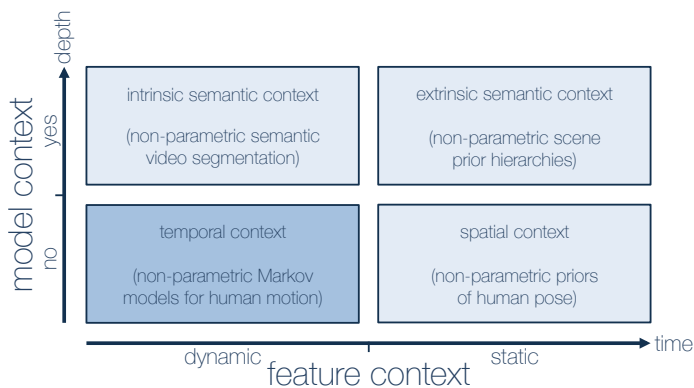 depth
model context
yes
no
intrinsic semantic context
(non-parametric semantic
video segmentation)
extrinsic semantic context
(non-parametric scene
prior hierarchies)
temporal context
(non-parametric Markov
models for human motion)
spatial context
(non-parametric priors
of human pose)
dynamic
static
time
feature context